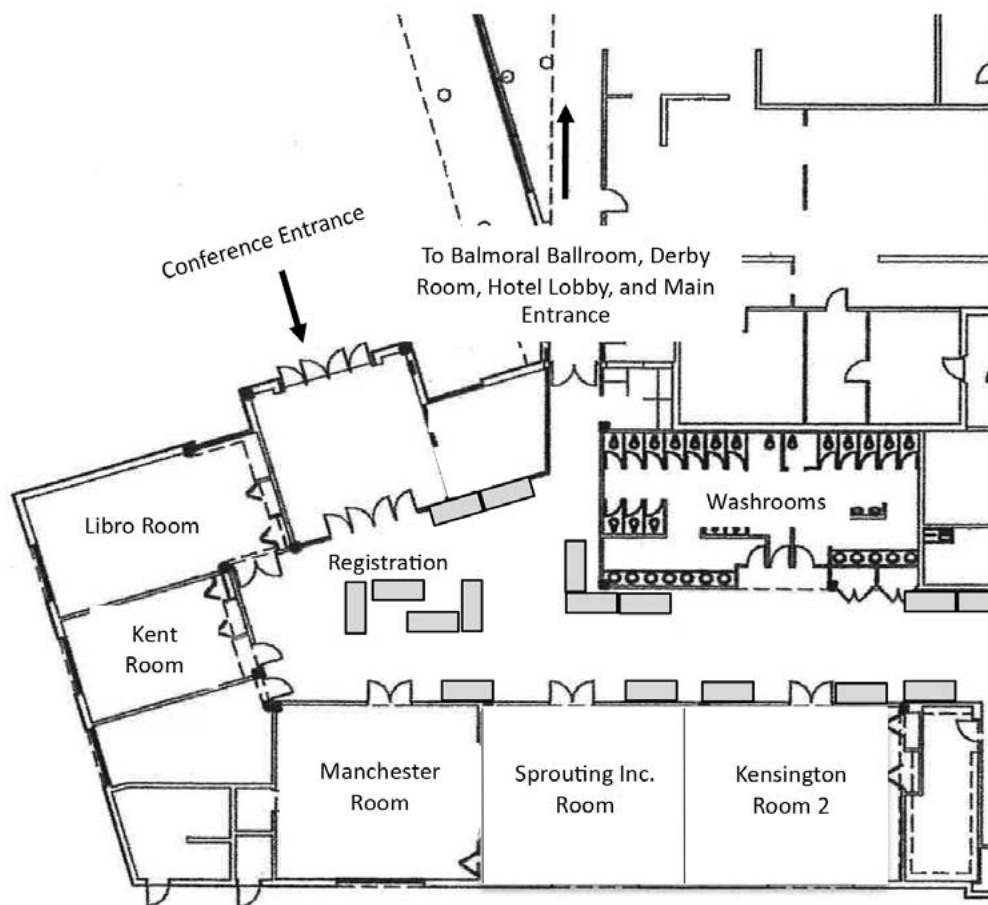 Conference Entrance
To Balmoral Ballroom, Derby
Room, Hotel Lobby, and Main
Entrance
Libro Room
Washrooms
Registration
Kent
Room
Manchester
Room
Sprouting Inc.
Room
Kensington
Room 2